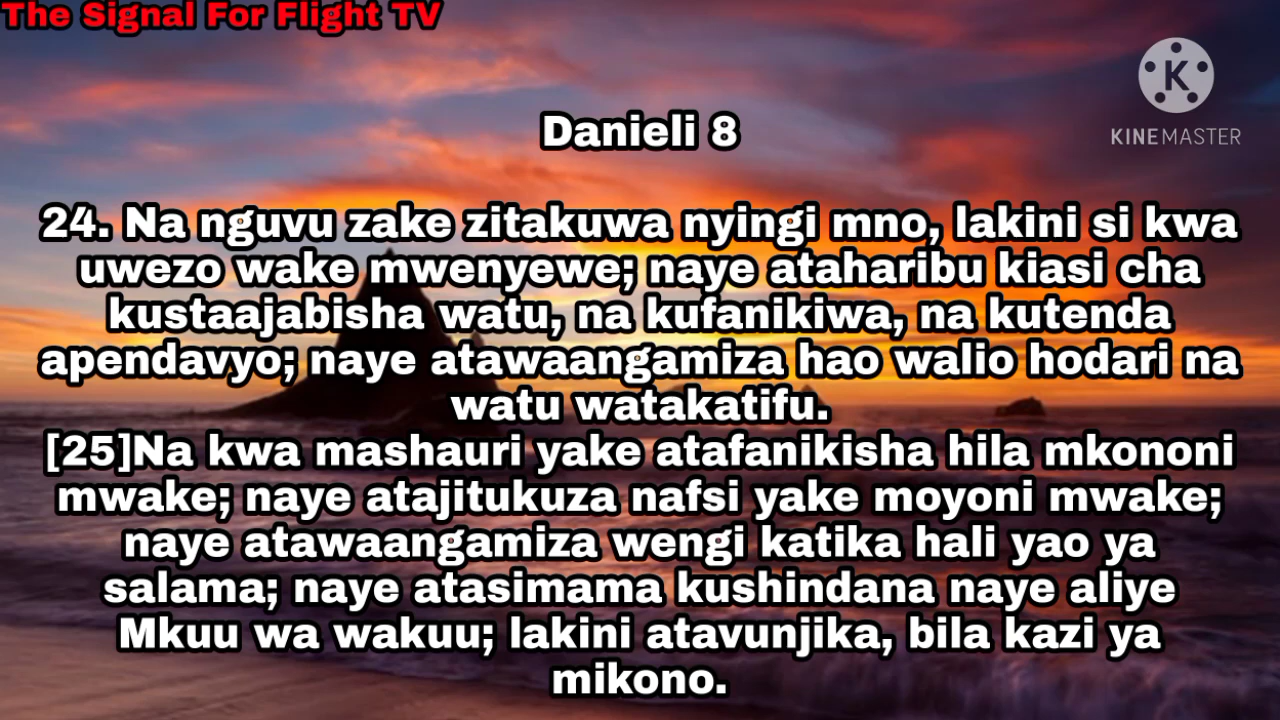 The Signal For Flight TV
KINEMASTER
Danieli 8
24. Na nguvu zake zitakuwa nyingi mno, lakini si kwa
uwezo wake mwenyewe; naye ataharibu kiasi cha
kustaajabisha watu, na kufanikiwa, na kutenda
apendavyo; naye atawaangamiza hao walio hodari na
watu watakatifu.
[25]Na kwa mashauri yake atafanikisha hila mkononi
mwake; naye atajitukuza nafsi yake moyoni mwake;
naye atawaangamiza wengi katika hali yao ya
salama; naye atasimama kushindana naye aliye
Mkuu wa wakuu; lakini atavunjika, bila kazi ya
mikono.